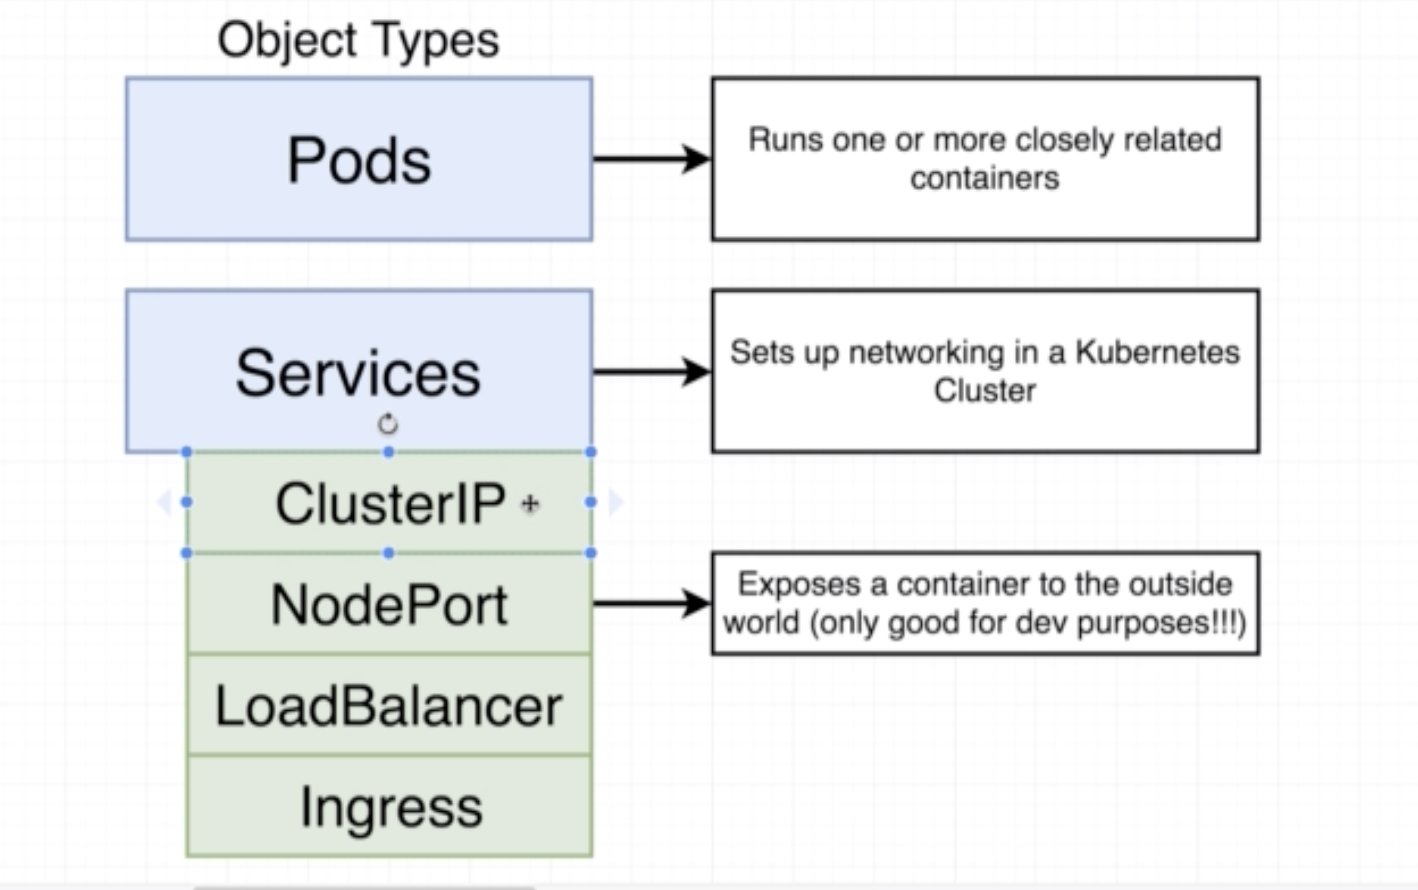 Object Types
Pods
Runs one or more closely related
containers
Services
Sets up networking in a Kubernetes
Cluster
ClusterIP
NodePort
Exposes a container to the outside
world (only good for dev purposes!!!)
LoadBalancer
Ingress